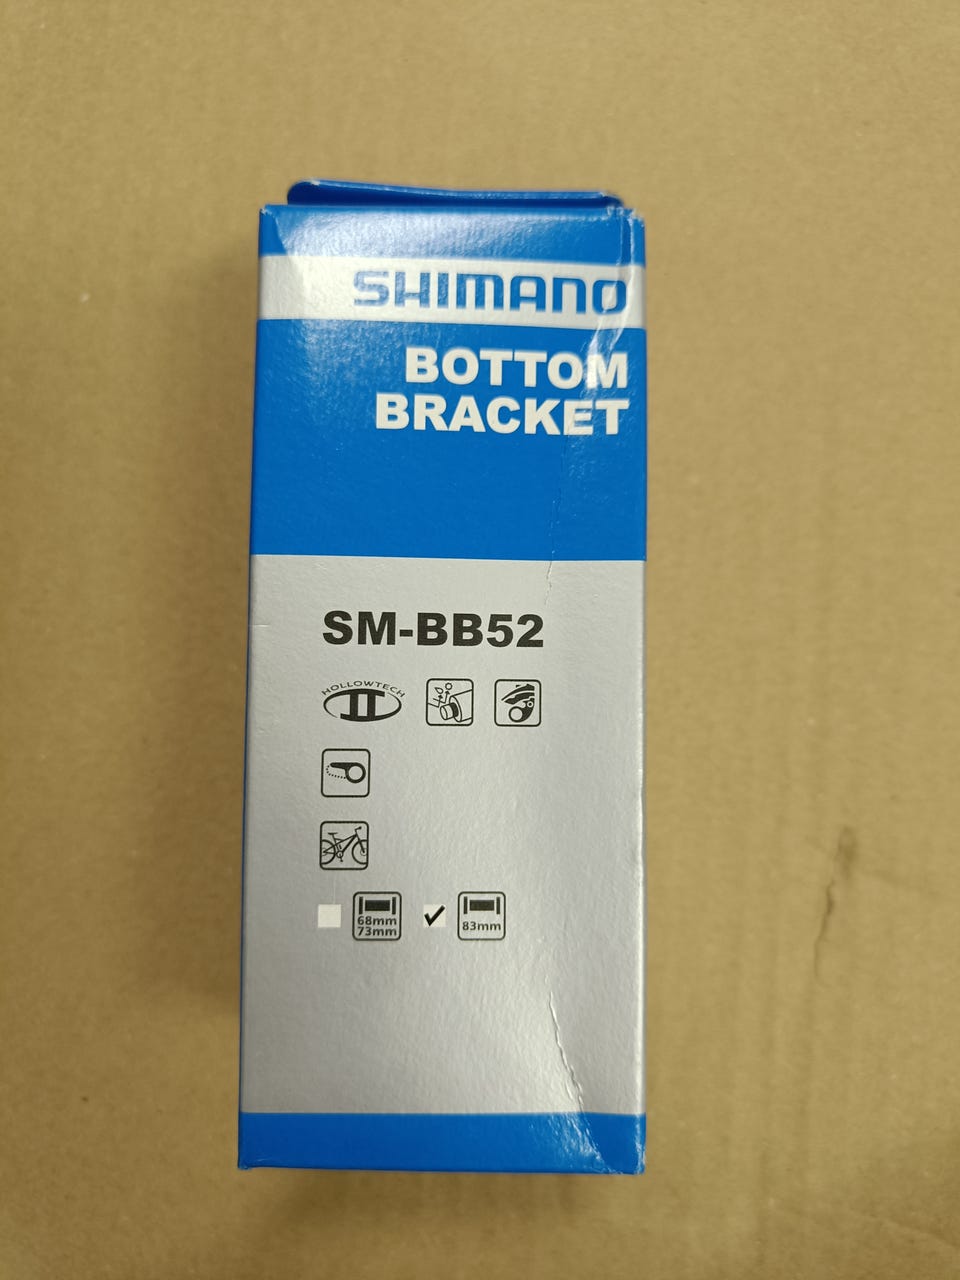 SHIMANO
BOTTOM
BRACKET
SM-BB52
HOLLOWTECH
II
68mm
73mm
83mm